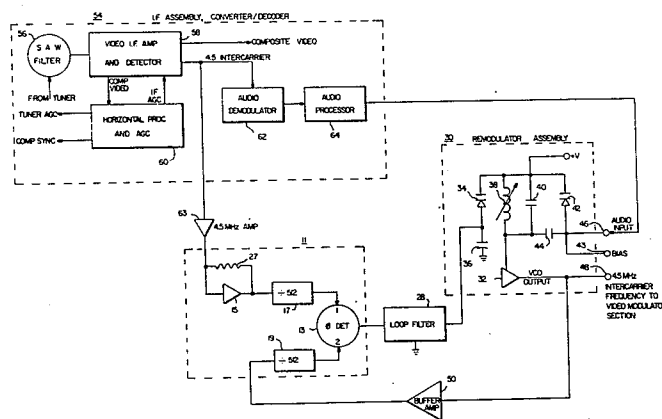 54
I.F. ASSEMBLY, CONVERTER/DECODER
56
S A W
FILTER
FROM TUNER
VIDEO I.F. AMP
AND DETECTOR
58
COMPOSITE VIDEO
4.5 INTERCARRIER
COMP
VIDEO
I.F.
AGC
TUNER AGC
COMP SYNC
HORIZONTAL PROC
AND AGC
60
AUDIO
DEMODULATOR
62
AUDIO
PROCESSOR
64
30
REMODULATOR ASSEMBLY
+V
34
38
40
42
36
44
46
AUDIO
INPUT
43
BIAS
48
4.5 MHz
INTERCARRIER
FREQUENCY TO
VIDEO MODULATOR
SECTION
32
VCO
OUTPUT
63
4.5 MHz AMP
11
27
15
÷ 512
17
1
Ø DET
2
13
19
÷ 512
28
LOOP FILTER
50
BUFFER
AMP